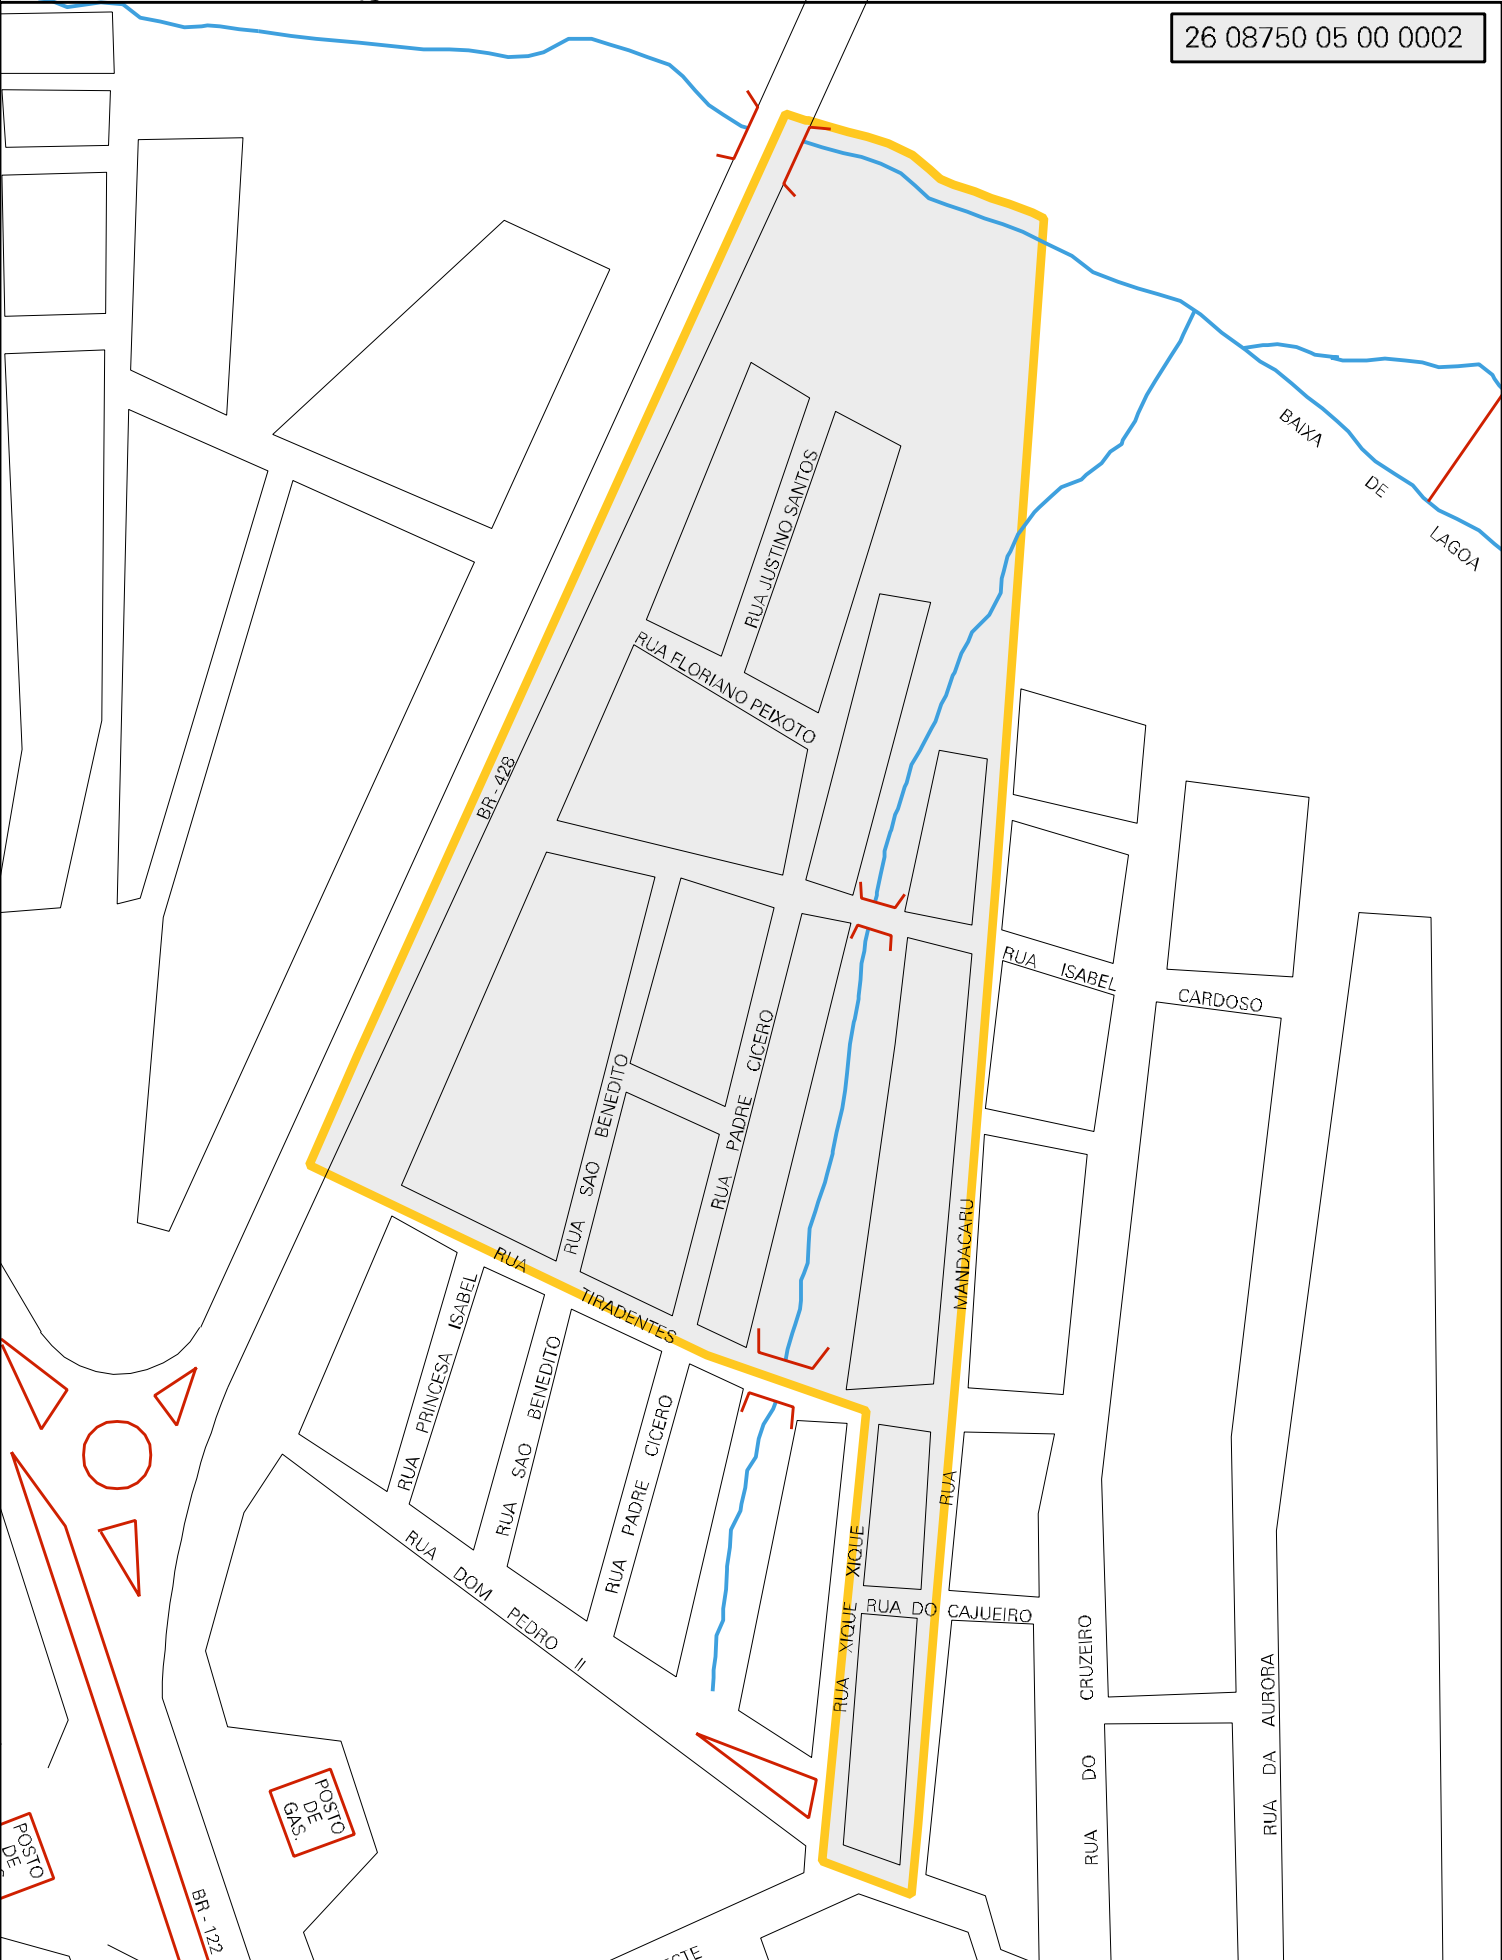 26 08750 05 00 0002
BAIXA
DE
LAGOA
RUA JUSTINO SANTOS
RUA FLORIANO PEIXOTO
BR - 428
RUA ISABEL
CARDOSO
RUA PADRE CICERO
RUA SAO BENEDITO
MANDACARU
RUA
RUA
TIRADENTES
RUA PRINCESA ISABEL
RUA SAO BENEDITO
RUA PADRE CICERO
RUA XIQUE XIQUE
RUA DO CAJUEIRO
RUA DOM PEDRO II
RUA DO CRUZEIRO
RUA DA AURORA
POSTO
DE
GAS.
POSTO
DE
BR - 122